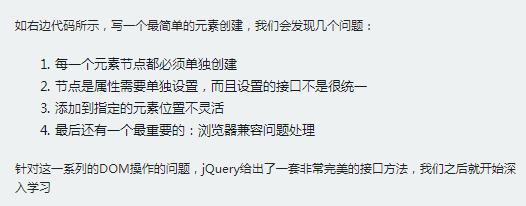 如右边代码所示，写一个最简单的元素创建，我们会发现几个问题：
1. 每一个元素节点都必须单独创建
2. 节点是属性需要单独设置，而且设置的接口不是很统一
3. 添加到指定的元素位置不灵活
4. 最后还有一个最重要的：浏览器兼容问题处理
针对这一系列的DOM操作的问题，jQuery给出了一套非常完美的接口方法，我们之后就开始深
入学习